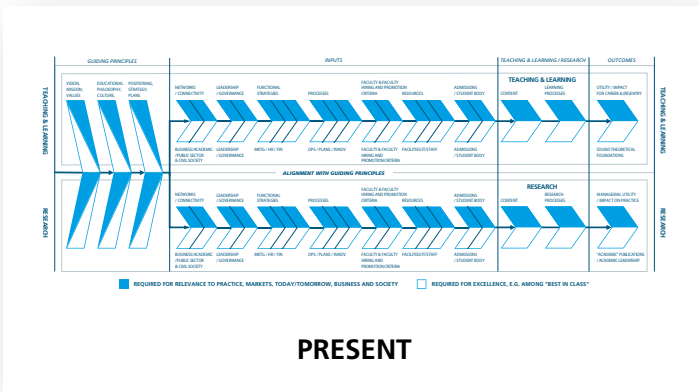 GUIDING PRINCIPLES
INPUTS
TEACHING & LEARNING / RESEARCH
OUTCOMES
TEACHING & LEARNING
VISION,
MISSION,
VALUES
EDUCATIONAL
PHILOSOPHY,
CULTURE,
POSITIONING,
STRATEGY,
PLANS
NETWORKS
/ CONNECTIVITY
LEADERSHIP
/GOVERNANCE
FUNCTIONAL
STRATEGIES
PROCESSES
FACULTY & FACULTY
HIRING AND PROMOTION
CRITERIA
RESOURCES
ADMISSIONS
/ STUDENT BODY
TEACHING & LEARNING
CONTENT
LEARNING
PROCESSES
UTILITY / IMPACT
FOR CAREER & (RE)ENTRY
TEACHING & LEARNING
BUSINESS/ACADEMIC
/PUBLIC SECTOR
& CIVIL SOCIETY
LEADERSHIP
/GOVERNANCE
MKTG / HR / FIN
OPS / PLANS / INNOV
FACULTY & FACULTY
HIRING AND
PROMOTION CRITERIA
FACILITIES/IT/STAFF
ADMISSIONS
/ STUDENT BODY
SOUND THEORETICAL
FOUNDATIONS
ALIGNMENT WITH GUIDING PRINCIPLES
RESEARCH
NETWORKS
/ CONNECTIVITY
LEADERSHIP
/ GOVERNANCE
FUNCTIONAL
STRATEGIES
PROCESSES
FACULTY & FACULTY
HIRING AND PROMOTION
CRITERIA
RESOURCES
ADMISSIONS
/ STUDENT BODY
RESEARCH
CONTENT
RESEARCH
PROCESSES
MANAGERIAL UTILITY
/ IMPACT ON PRACTICE
RESEARCH
BUSINESS/ACADEMIC
/PUBLIC SECTOR
& CIVIL SOCIETY
LEADERSHIP
/GOVERNANCE
MKTG / HR / FIN
OPS / PLANS / INNOV
FACULTY & FACULTY
HIRING AND
PROMOTION CRITERIA
FACILITIES/IT/STAFF
ADMISSIONS
/ STUDENT BODY
"ACADEMIC" PUBLICATIONS
/ ACADEMIC LEADERSHIP
REQUIRED FOR RELEVANCE TO PRACTICE, MARKETS, TODAY/TOMORROW, BUSINESS AND SOCIETY
REQUIRED FOR EXCELLENCE, E.G. AMONG "BEST IN CLASS"
PRESENT